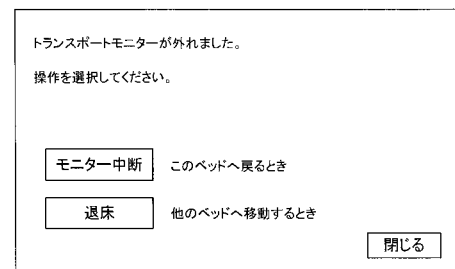 トランスポートモニターが外れました。
操作を選択してください。
モニター中断 このベッドへ戻るとき
退床 他のベッドへ移動するとき
閉じる